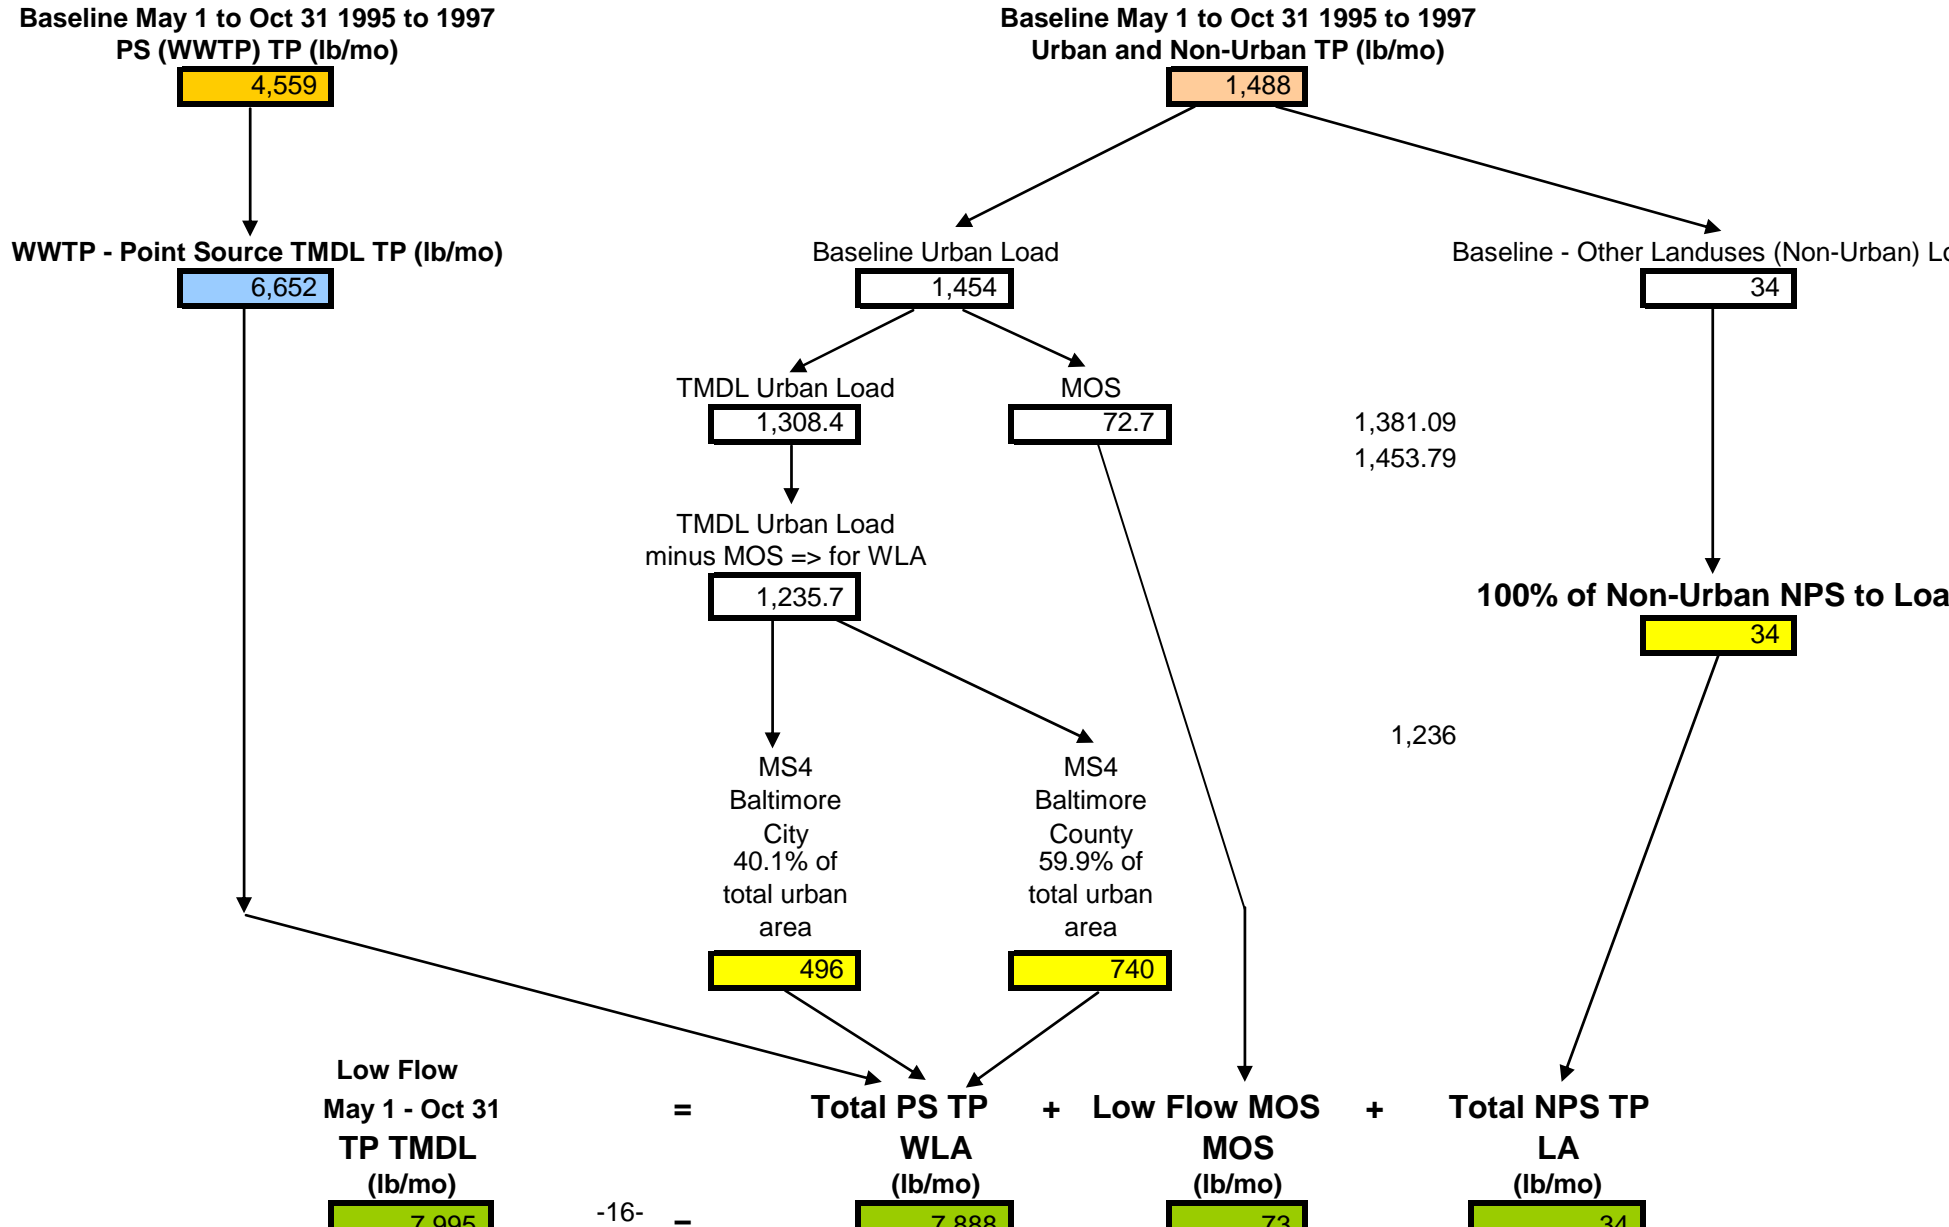 Baseline May 1 to Oct 31 1995 to 1997
PS (WWTP) TP (lb/mo)
4,559
Baseline May 1 to Oct 31 1995 to 1997
Urban and Non-Urban TP (lb/mo)
1,488
WWTP - Point Source TMDL TP (lb/mo)
6,652
Baseline Urban Load
1,454
Baseline - Other Landuses (Non-Urban)
34
TMDL Urban Load
1,308.4
MOS
72.7
1,381.09
1,453.79
TMDL Urban Load
minus MOS => for WLA
1,235.7
100% of Non-Urban NPS to
34
1,236
MS4
Baltimore
City
40.1% of
total urban
area
496
MS4
Baltimore
County
59.9% of
total urban
area
740
Low Flow
May 1 - Oct 31
TP TMDL
(lb/mo)
7,995
=
-16-
=
Total PS TP
WLA
(lb/mo)
7,888
+
Low Flow MOS
MOS
(lb/mo)
73
+
Total NPS TP
LA
(lb/mo)
34